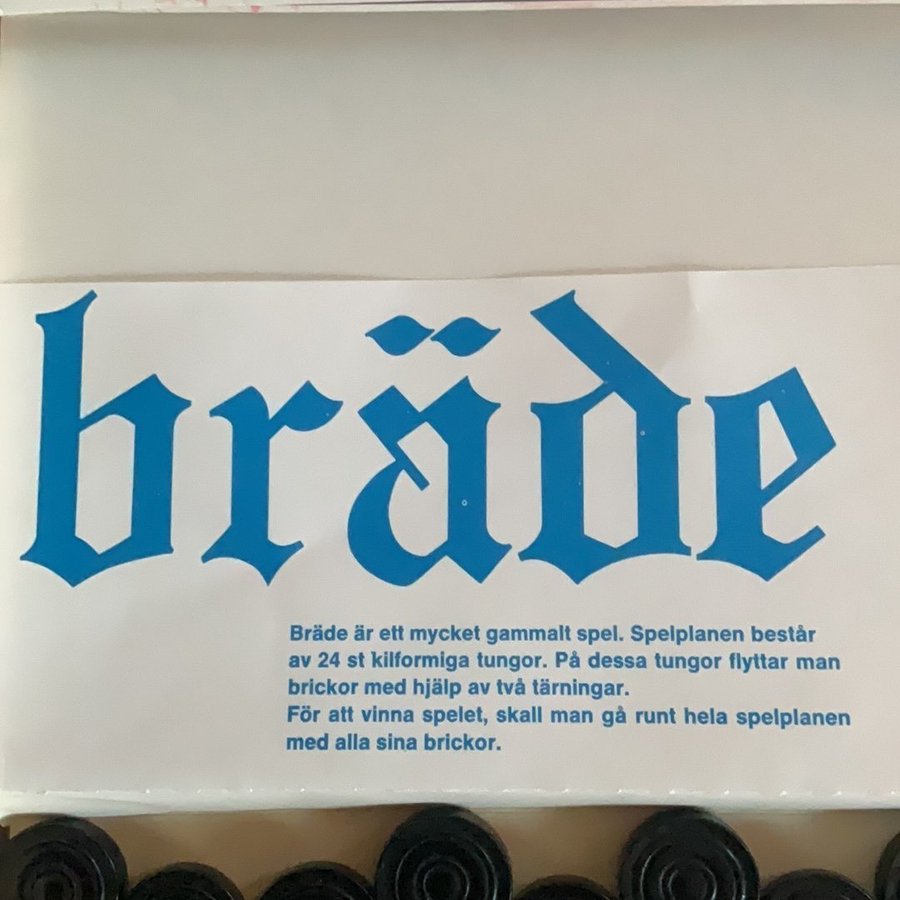 bräde
Bräde är ett mycket gammalt spel. Spelplanen består
av 24 st kilformiga tungor. På dessa tungor flyttar man
brickor med hjälp av två tärningar.
För att vinna spelet, skall man gå runt hela spelplanen
med alla sina brickor.